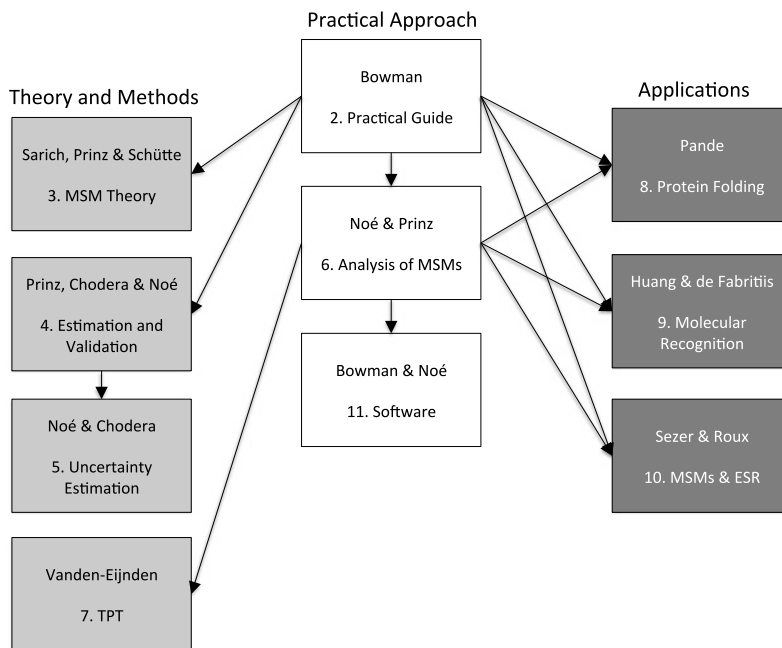 Practical Approach
Bowman
2. Practical Guide
Noé & Prinz
6. Analysis of MSMs
Bowman & Noé
11. Software
Theory and Methods
Sarich, Prinz & Schütte
3. MSM Theory
Prinz, Chodera & Noé
4. Estimation and
Validation
Noé & Chodera
5. Uncertainty
Estimation
Vanden-Eijnden
7. TPT
Applications
Pande
8. Protein Folding
Huang & de Fabritiis
9. Molecular
Recognition
Sezer & Roux
10. MSMs & ESR